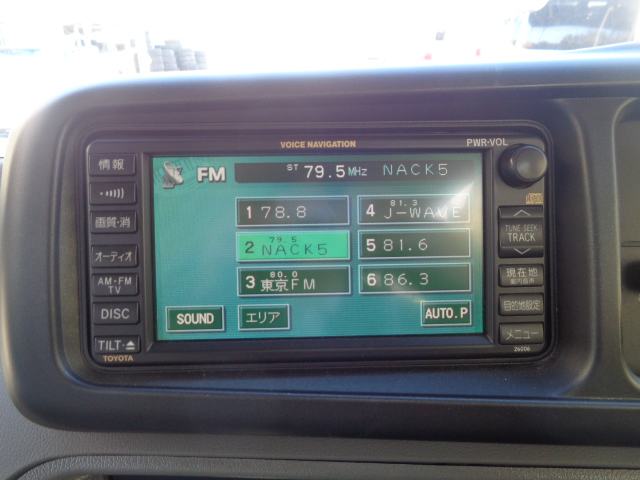 VOICE NAVIGATION
PWR·VOL
情報
画質·消
オーディオ
AM·FM
TV
DISC
TILT·⏏
TOYOTA
FM ST 79.5MHz NACK5
1 78.8
2 79.5 NACK5
3 80.0 東京FM
4 81.3 J-WAVE
5 81.6
6 86.3
SOUND
エリア
AUTO.P
TUNE SEEK
TRACK
現在地
目的地設定
メニュー
26006